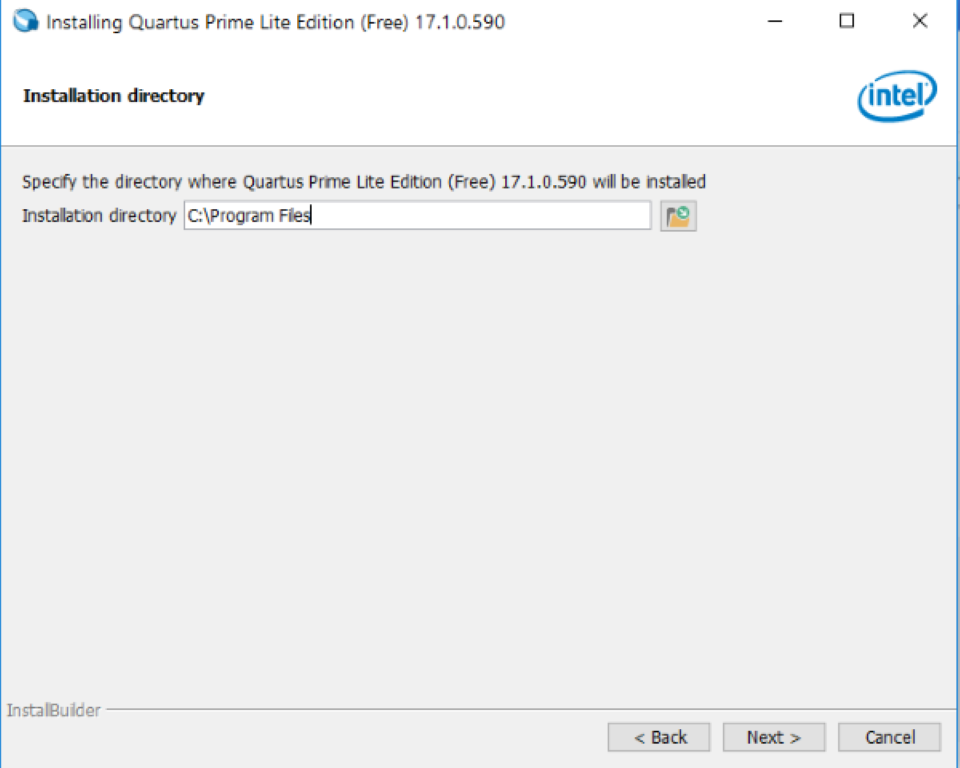 Installing Quartus Prime Lite Edition (Free) 17.1.0.590
Installation directory
intel
Specify the directory where Quartus Prime Lite Edition (Free) 17.1.0.590 will be installed
Installation directory C:\Program Files
InstallBuilder
< Back Next > Cancel